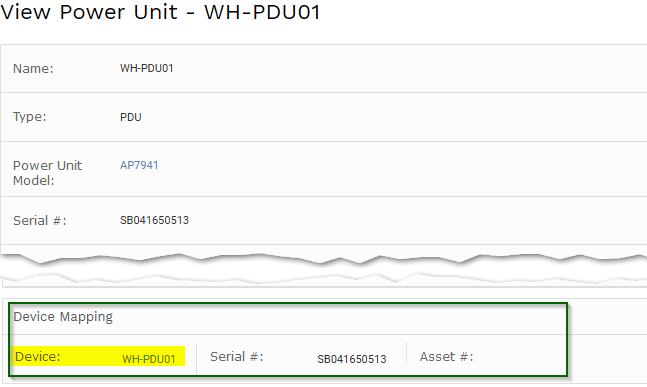 View Power Unit - WH-PDU01
Name: WH-PDU01
Type: PDU
Power Unit Model: AP7941
Serial #: SB041650513
Device Mapping
Device: WH-PDU01 Serial #: SB041650513 Asset #: